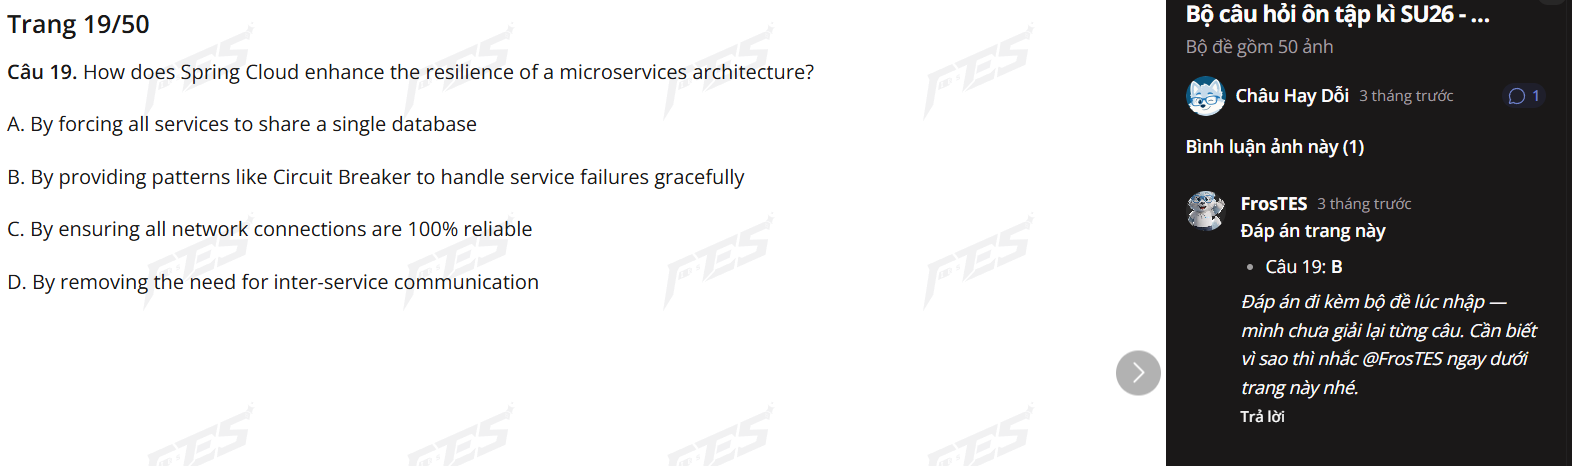 Trang 19/50
Câu 19. How does Spring Cloud enhance the resilience of a microservices architecture?
A. By forcing all services to share a single database
B. By providing patterns like Circuit Breaker to handle service failures gracefully
C. By ensuring all network connections are 100% reliable
D. By removing the need for inter-service communication
Bộ câu hỏi ôn tập kì SU26 - ...
Bộ đề gồm 50 ảnh
Châu Hay Dỗi 3 tháng trước 1
Bình luận ảnh này (1)
FrosTES 3 tháng trước
Đáp án trang này
• Câu 19: B
Đáp án đi kèm bộ đề lúc nhập —
mình chưa giải lại từng câu. Cần biết
vì sao thì nhắc @FrosTES ngay dưới
trang này nhé.
Trả lời